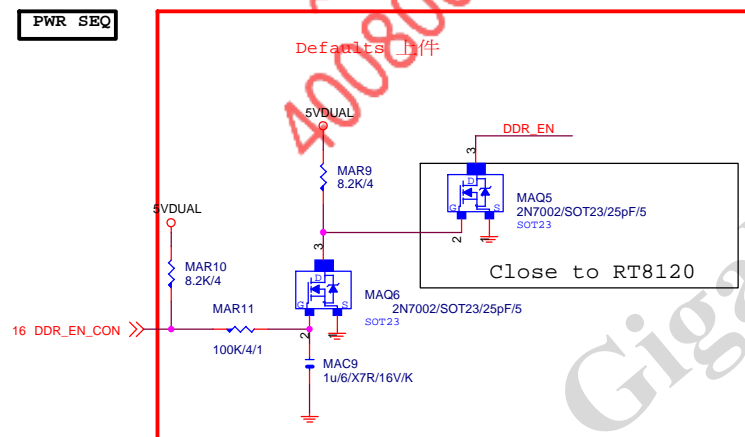 PWR SEQ
Defaults 上件
400800
5VDUAL
DDR_EN
3
MAR9
8.2K/4
D
G
S
MAQ5
2N7002/SOT23/25pF/5
SOT23
5VDUAL
2
1
3
Close to RT8120
MAR10
8.2K/4
D
G
S
MAQ6
2N7002/SOT23/25pF/5
SOT23
MAR11
16 DDR_EN_CON
2
1
100K/4/1
MAC9
1u/6/X7R/16V/K
Giga